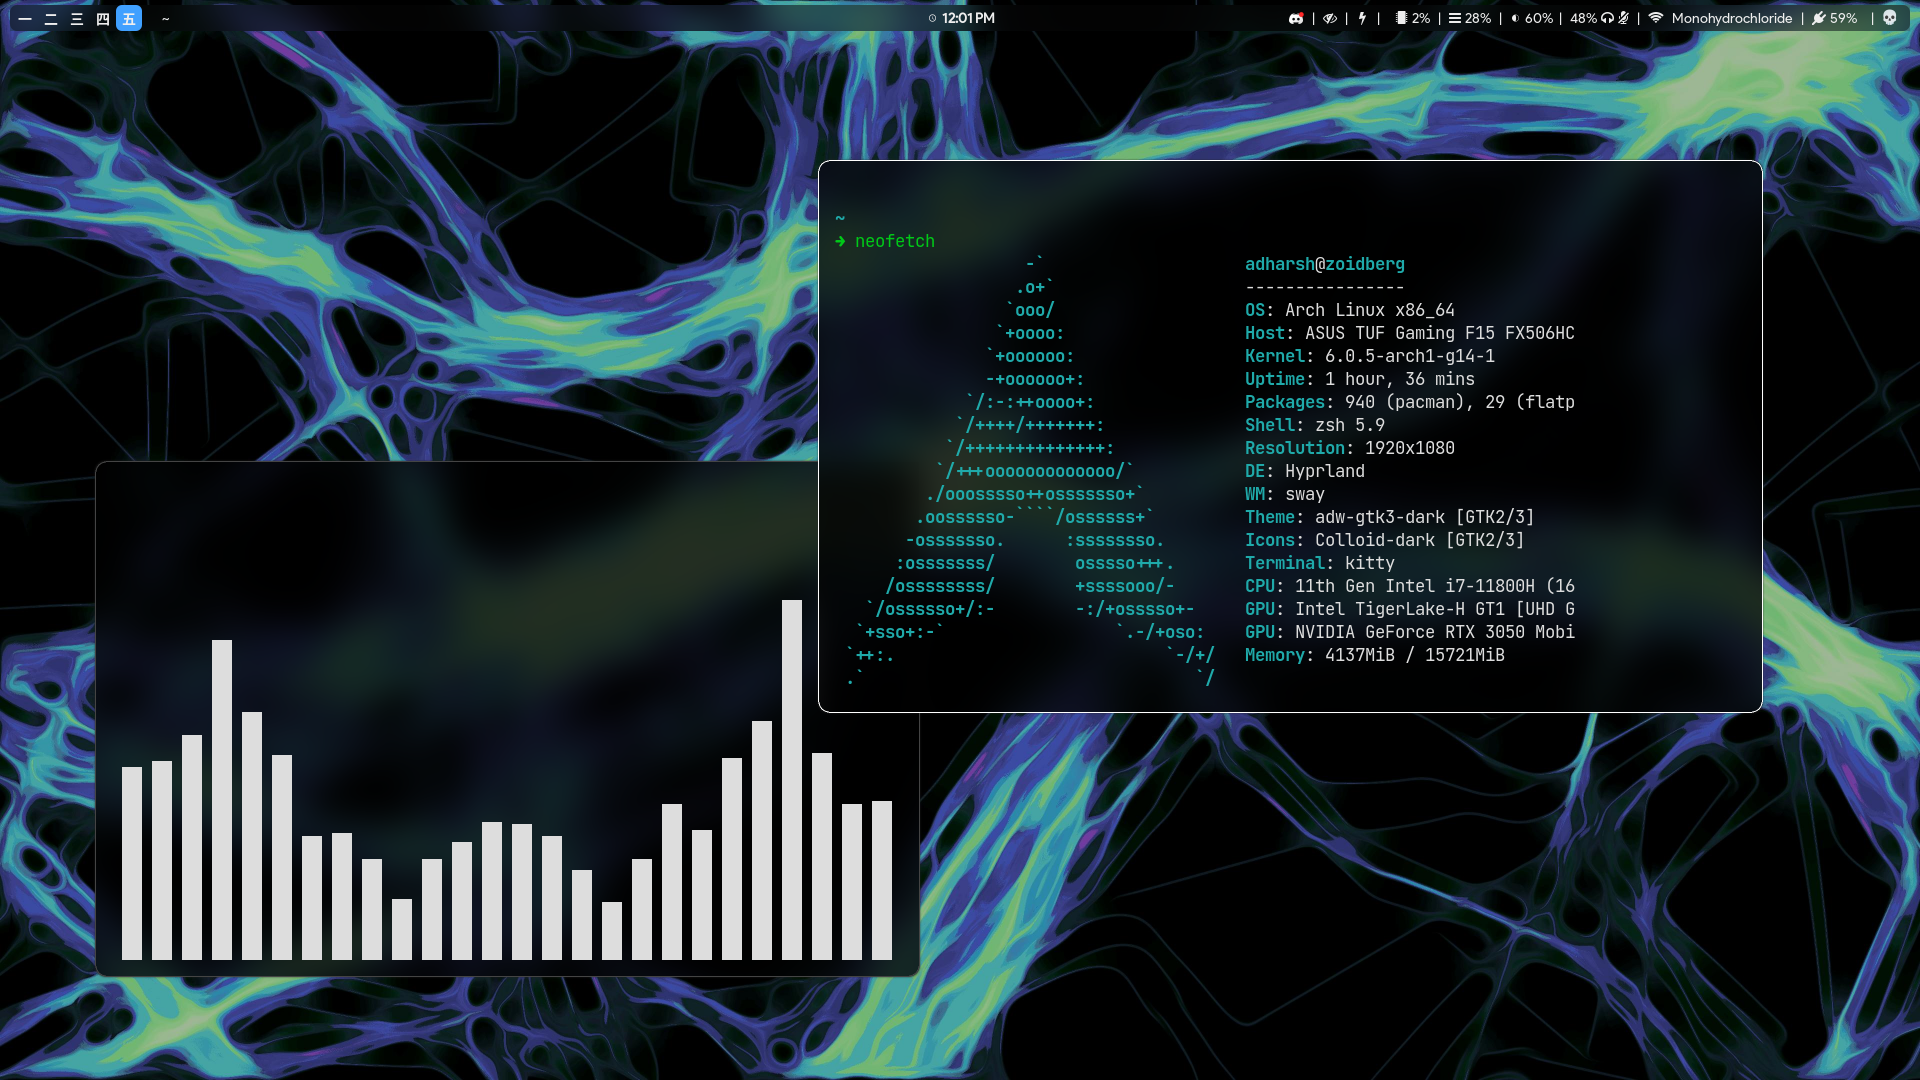 一 二 三 四 五 ~ 12:01 PM | | | 2% | 28% | 60% | 48% | Monohydrochloride | 59% |
~
➜ neofetch
-`
.o+`
`ooo/
`+oooo:
`+oooooo:
-+oooooo+:
`/:-:++oooo+:
`/++++/+++++++:
`/++++++++++++++:
`/+++ooooooooooooo/`
./ooosssso++osssssso+`
.oossssso-````/ossssss+`
-osssssso. :ssssssso.
:osssssss/ osssso+++.
/ossssssss/ +ssssooo/-
`/ossssso+/:- -:/+osssso+-
`+sso+:-` `.-/+oso:
`++:. `-/+/
.` `/
adharsh@zoidberg
----------------
OS: Arch Linux x86_64
Host: ASUS TUF Gaming F15 FX506HC
Kernel: 6.0.5-arch1-g14-1
Uptime: 1 hour, 36 mins
Packages: 940 (pacman), 29 (flatp
Shell: zsh 5.9
Resolution: 1920x1080
DE: Hyprland
WM: sway
Theme: adw-gtk3-dark [GTK2/3]
Icons: Colloid-dark [GTK2/3]
Terminal: kitty
CPU: 11th Gen Intel i7-11800H (16
GPU: Intel TigerLake-H GT1 [UHD G
GPU: NVIDIA GeForce RTX 3050 Mobi
Memory: 4137MiB / 15721MiB